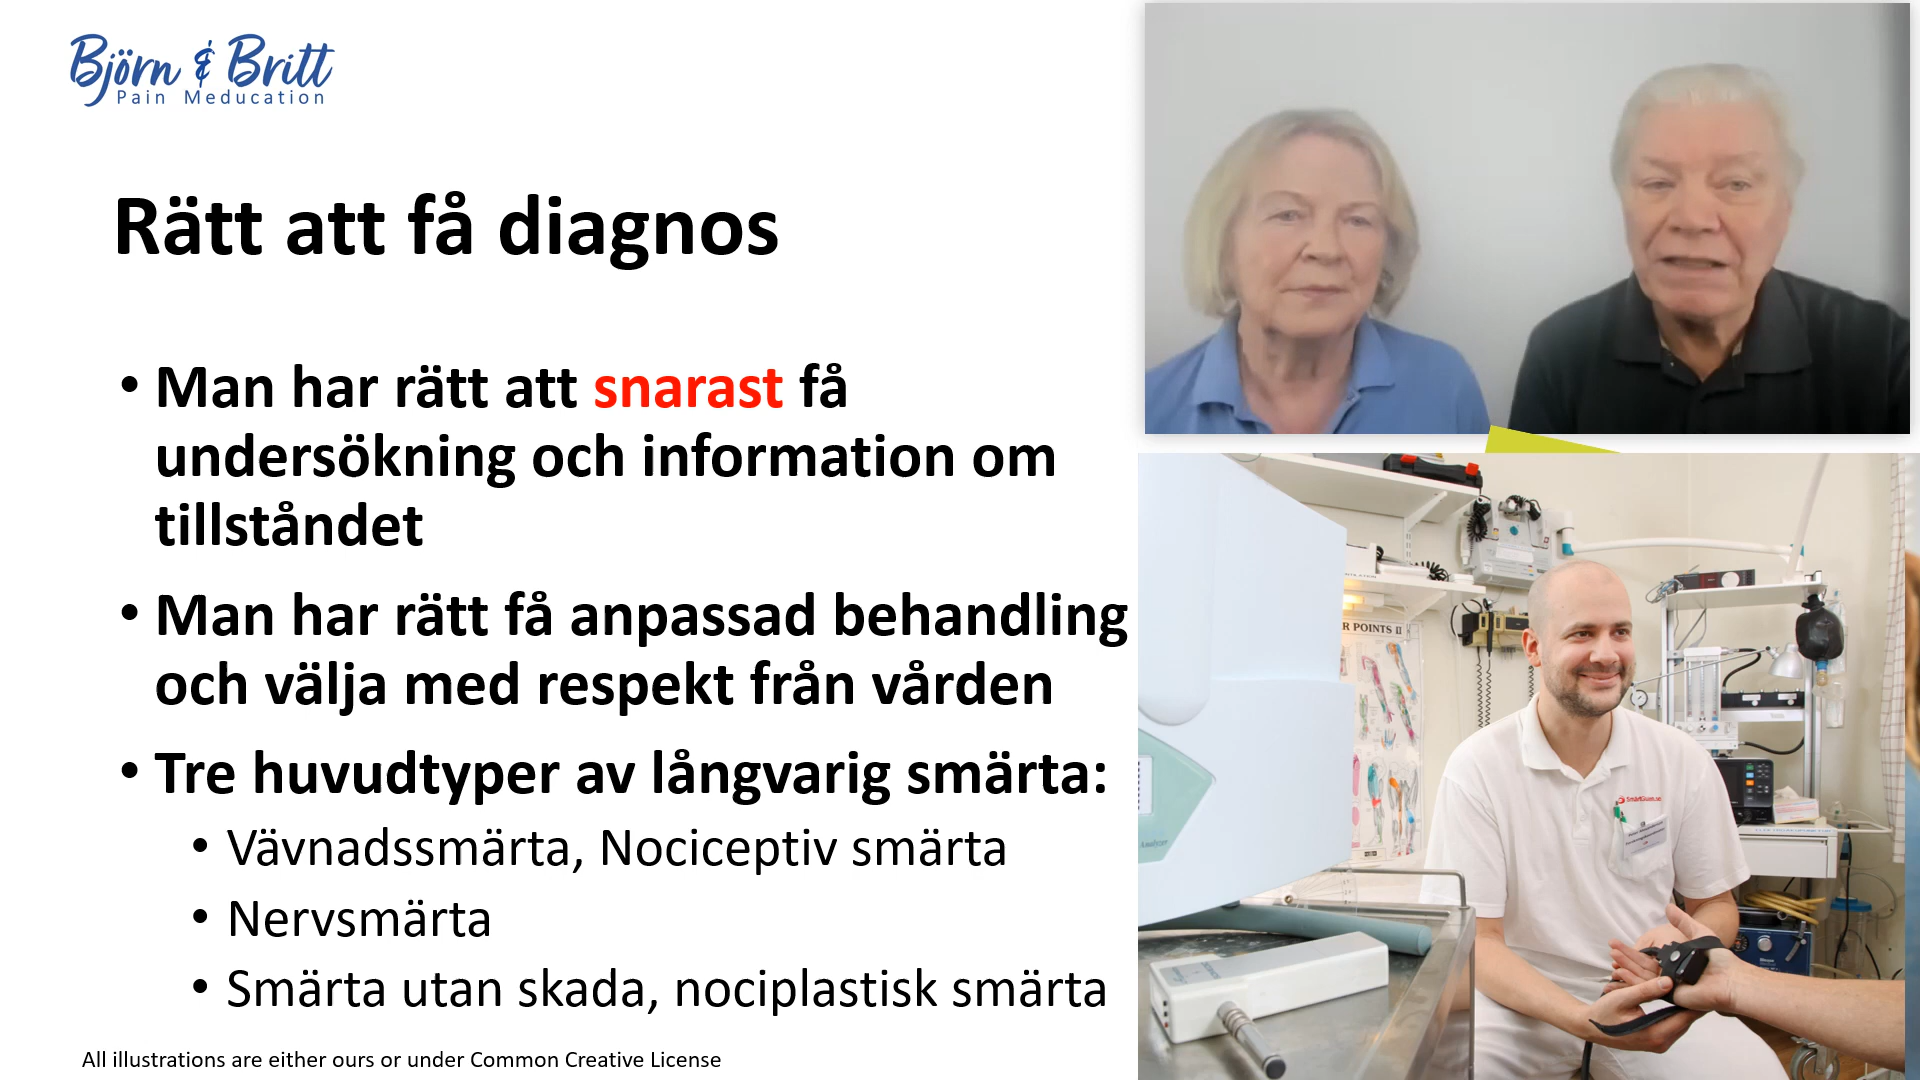 Björn & Britt
Pain Meducation
Rätt att få diagnos
• Man har rätt att snarast få
undersökning och information om
tillståndet
• Man har rätt få anpassad behandling
och välja med respekt från vården
• Tre huvudtyper av långvarig smärta:
• Vävnadssmärta, Nociceptiv smärta
• Nervsmärta
• Smärta utan skada, nociplastisk smärta
All illustrations are either ours or under Common Creative License
R POINTS II
Analyzer